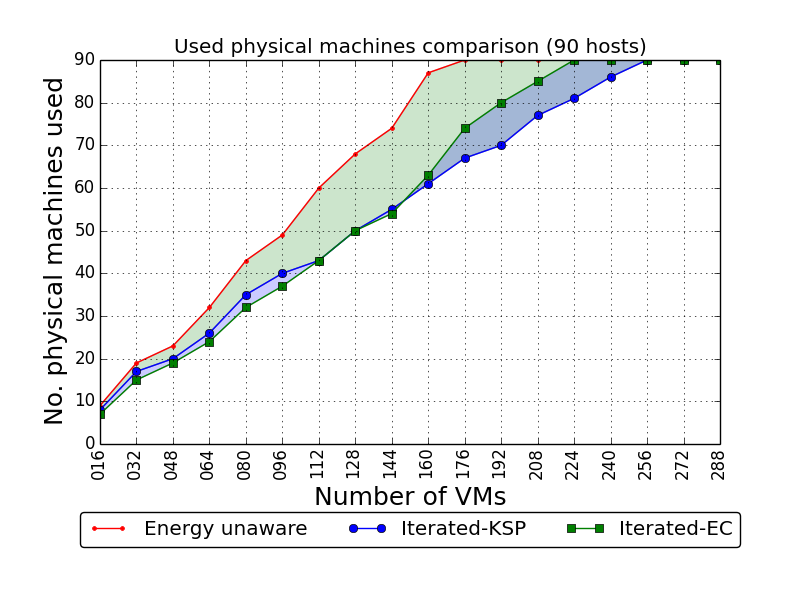 Used physical machines comparison (90 hosts)
No. physical machines used
90
80
70
60
50
40
30
20
10
0
016 032 048 064 080 096 112 128 144 160 176 192 208 224 240 256 272 288
Number of VMs
Energy unaware Iterated-KSP Iterated-EC